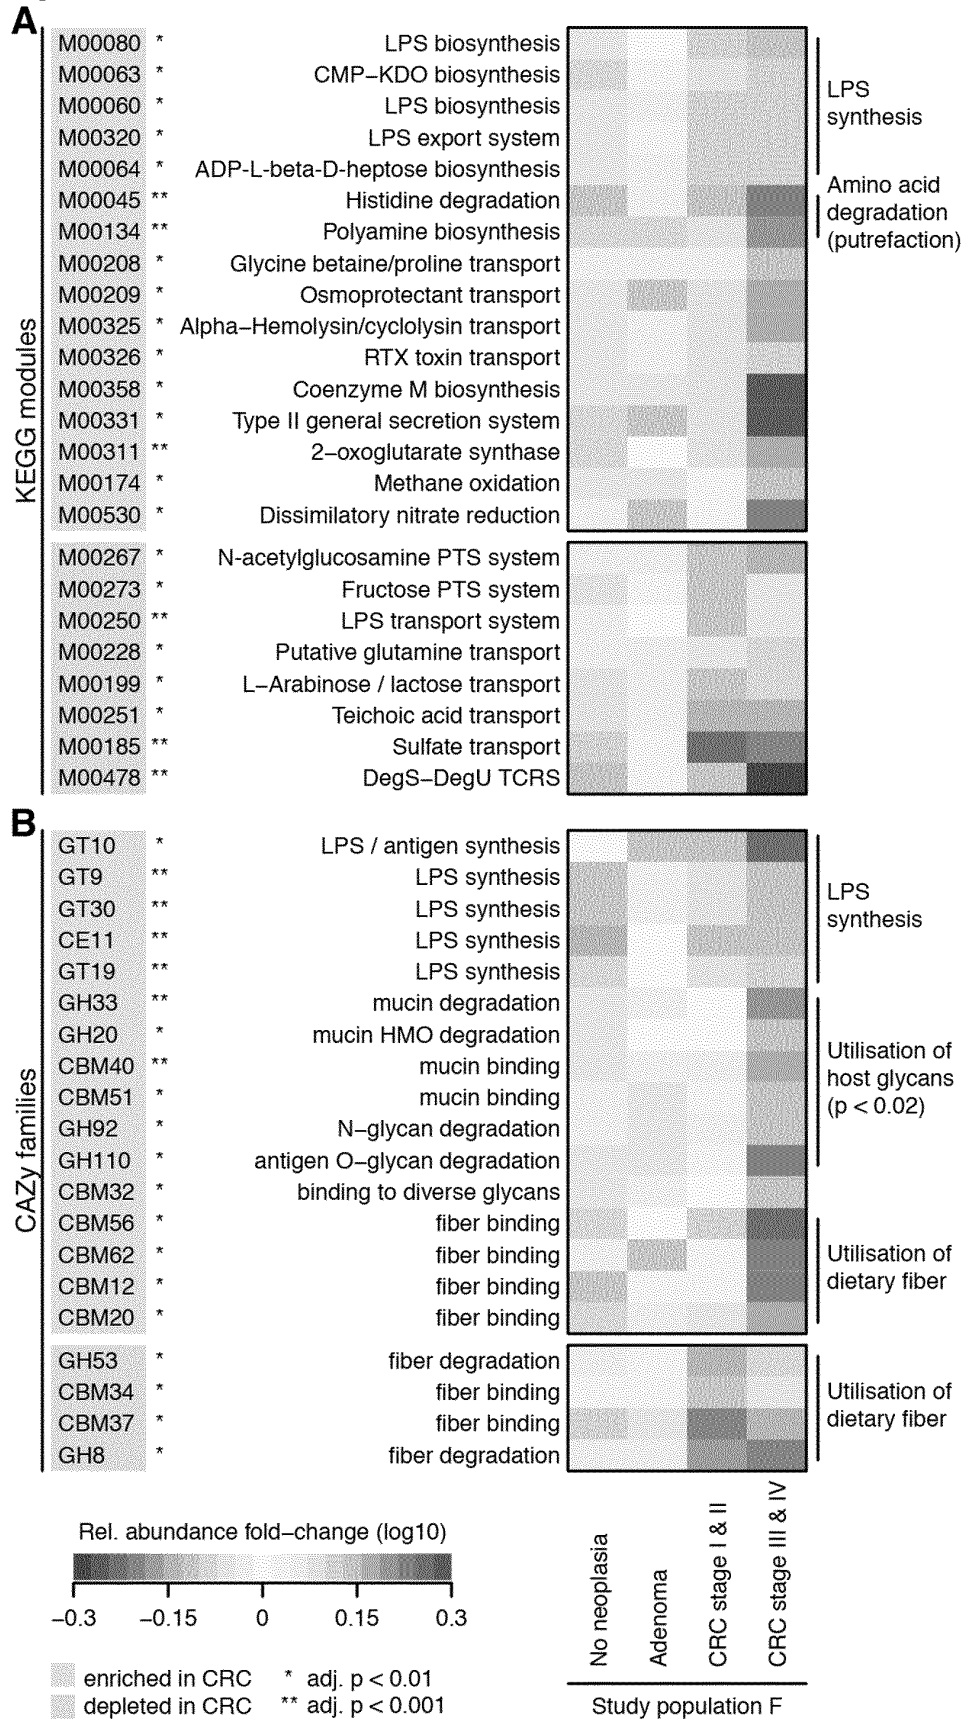 A
M00080 * LPS biosynthesis
M00063 * CMP−KDO biosynthesis
M00060 * LPS biosynthesis
M00320 * LPS export system
M00064 * ADP-L-beta-D-heptose biosynthesis
LPS
synthesis
M00045 ** Histidine degradation
M00134 ** Polyamine biosynthesis
Amino acid
degradation
(putrefaction)
M00208 * Glycine betaine/proline transport
M00209 * Osmoprotectant transport
M00325 * Alpha−Hemolysin/cyclolysin transport
M00326 * RTX toxin transport
M00358 * Coenzyme M biosynthesis
M00331 * Type II general secretion system
M00311 ** 2−oxoglutarate synthase
M00174 * Methane oxidation
M00530 * Dissimilatory nitrate reduction
M00267 * N-acetylglucosamine PTS system
M00273 * Fructose PTS system
M00250 ** LPS transport system
M00228 * Putative glutamine transport
M00199 * L−Arabinose / lactose transport
M00251 * Teichoic acid transport
M00185 ** Sulfate transport
M00478 ** DegS−DegU TCRS
KEGG modules
B
GT10 * LPS / antigen synthesis
GT9 ** LPS synthesis
GT30 ** LPS synthesis
CE11 ** LPS synthesis
GT19 ** LPS synthesis
LPS
synthesis
GH33 ** mucin degradation
GH20 * mucin HMO degradation
CBM40 ** mucin binding
CBM51 * mucin binding
GH92 * N−glycan degradation
GH110 * antigen O−glycan degradation
Utilisation of
host glycans
(p < 0.02)
CBM32 * binding to diverse glycans
CBM56 * fiber binding
CBM62 * fiber binding
CBM12 * fiber binding
CBM20 * fiber binding
Utilisation of
dietary fiber
GH53 * fiber degradation
CBM34 * fiber binding
CBM37 * fiber binding
GH8 * fiber degradation
Utilisation of
dietary fiber
CAZy families
Rel. abundance fold−change (log10)
−0.3 −0.15 0 0.15 0.3
enriched in CRC * adj. p < 0.01
depleted in CRC ** adj. p < 0.001
No neoplasia
Adenoma
CRC stage I & II
CRC stage III & IV
Study population F